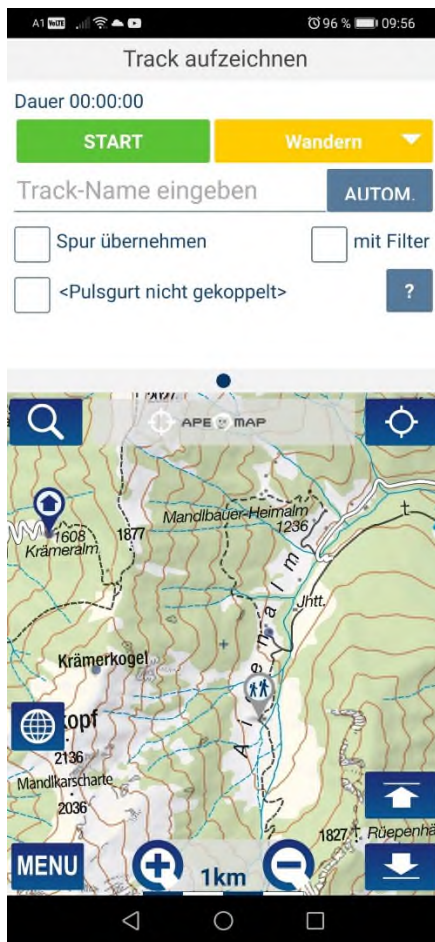 A1 VoLTE 96 % 09:56
Track aufzeichnen
Dauer 00:00:00
START Wandern
Track-Name eingeben AUTOM.
Spur übernehmen mit Filter
<Pulsgurt nicht gekoppelt> ?
APE MAP
1608
Krämeralm
1877
Mandlbauer-Heimalm
1236
t
Jhtt.
Krämerkogel
kopf
2136
Mandlkarscharte
2036
1827
Rüepenhä
MENU 1km